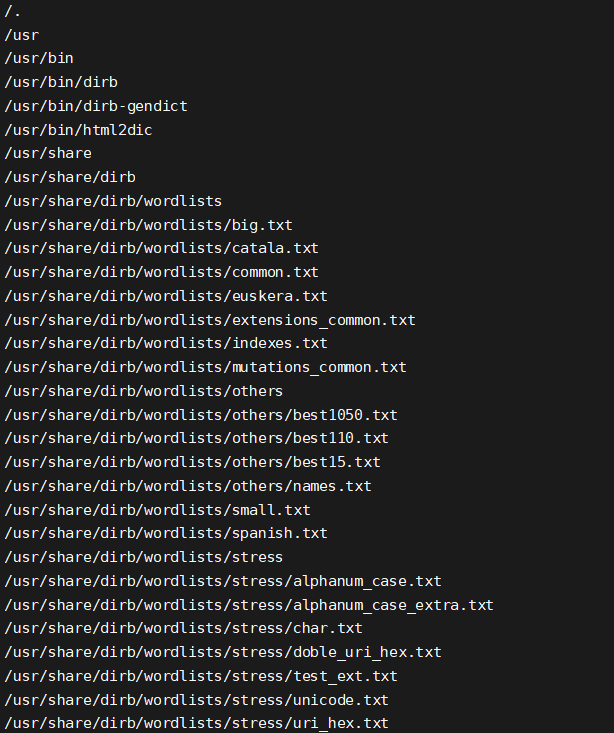 /.
/usr
/usr/bin
/usr/bin/dirb
/usr/bin/dirb-gendict
/usr/bin/html2dic
/usr/share
/usr/share/dirb
/usr/share/dirb/wordlists
/usr/share/dirb/wordlists/big.txt
/usr/share/dirb/wordlists/catala.txt
/usr/share/dirb/wordlists/common.txt
/usr/share/dirb/wordlists/euskera.txt
/usr/share/dirb/wordlists/extensions_common.txt
/usr/share/dirb/wordlists/indexes.txt
/usr/share/dirb/wordlists/mutations_common.txt
/usr/share/dirb/wordlists/others
/usr/share/dirb/wordlists/others/best1050.txt
/usr/share/dirb/wordlists/others/best110.txt
/usr/share/dirb/wordlists/others/best15.txt
/usr/share/dirb/wordlists/others/names.txt
/usr/share/dirb/wordlists/small.txt
/usr/share/dirb/wordlists/spanish.txt
/usr/share/dirb/wordlists/stress
/usr/share/dirb/wordlists/stress/alphanum_case.txt
/usr/share/dirb/wordlists/stress/alphanum_case_extra.txt
/usr/share/dirb/wordlists/stress/char.txt
/usr/share/dirb/wordlists/stress/doble_uri_hex.txt
/usr/share/dirb/wordlists/stress/test_ext.txt
/usr/share/dirb/wordlists/stress/unicode.txt
/usr/share/dirb/wordlists/stress/uri_hex.txt